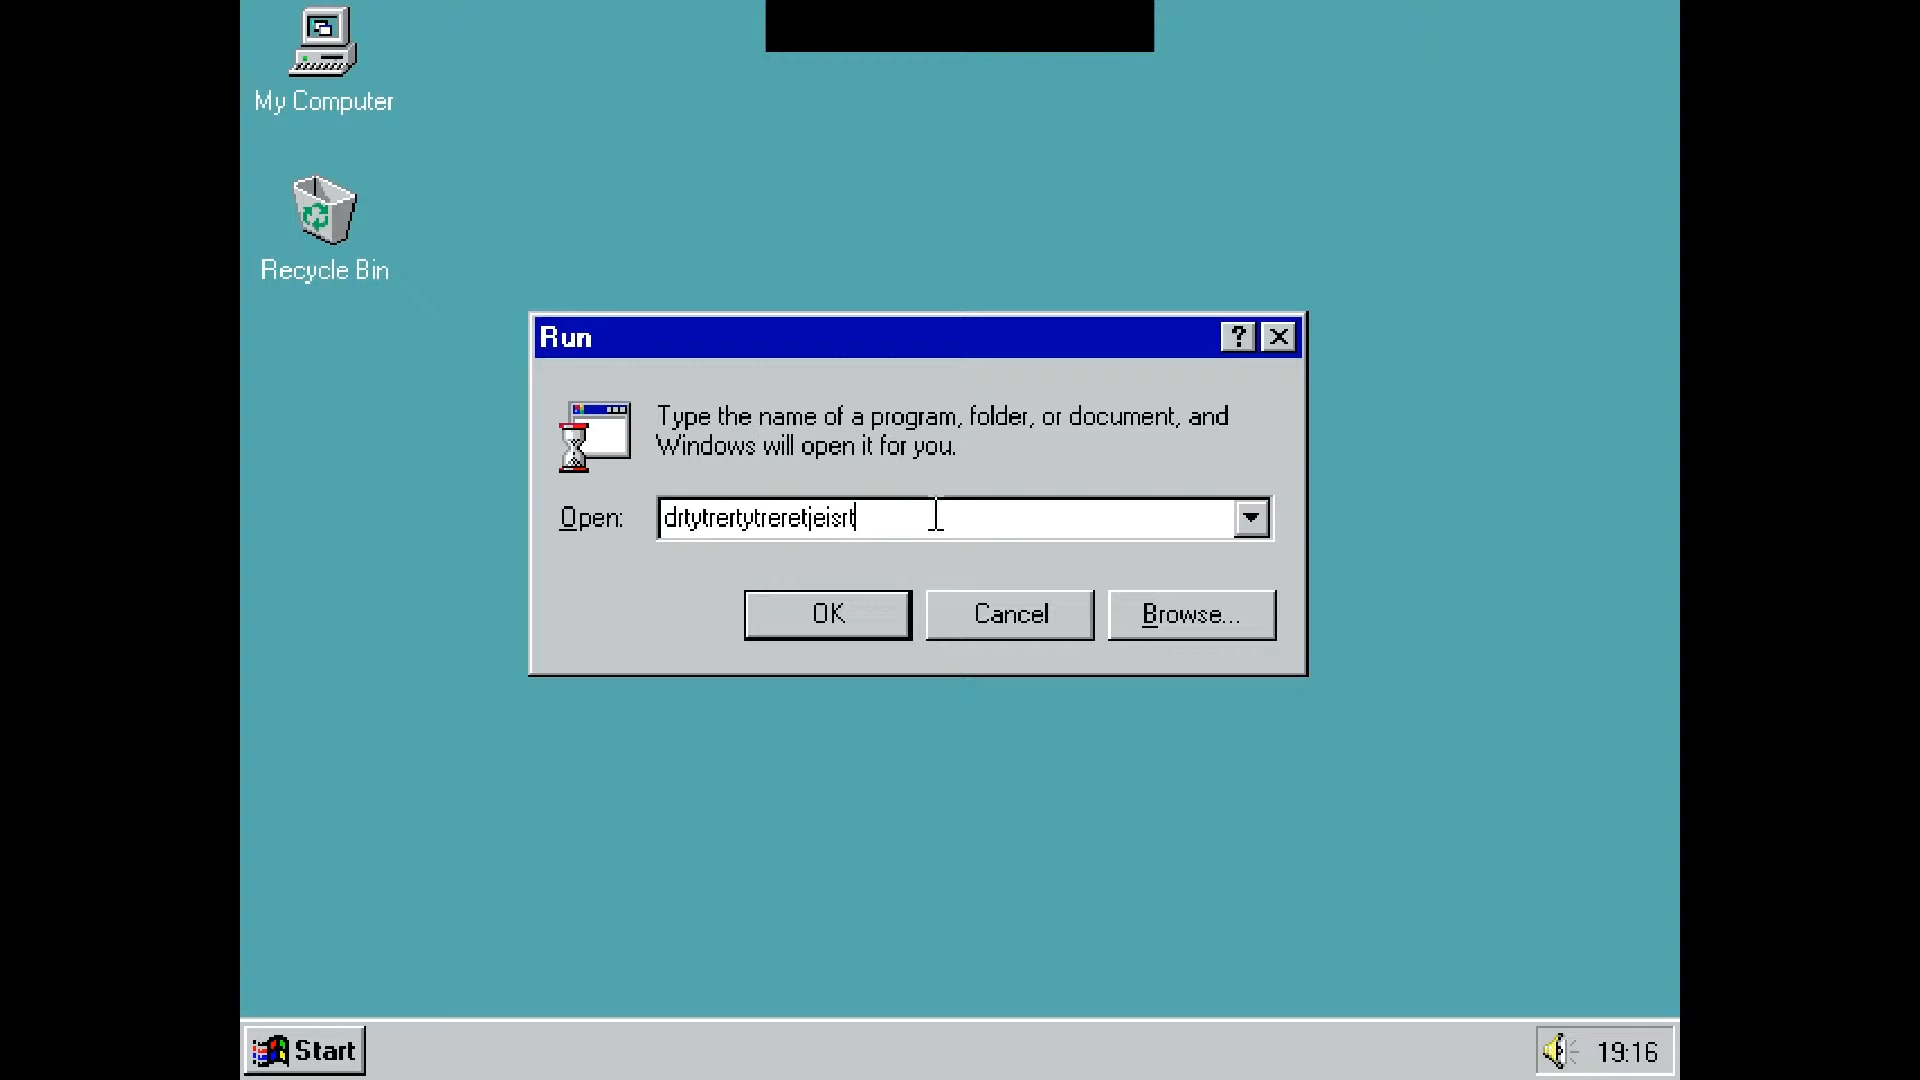 My Computer
Recycle Bin
Run
?
Type the name of a program, folder, or document, and
Windows will open it for you.
Open:
drtytrertytreretjeisrt
OK
Cancel
Browse...
Start
19:16